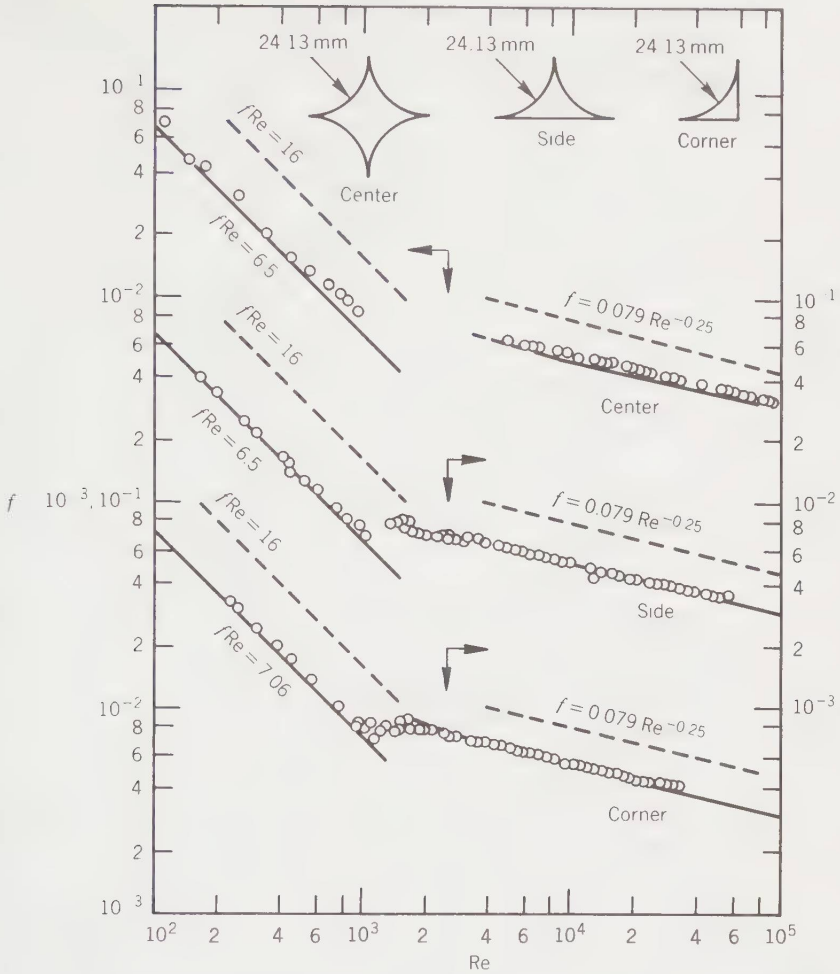 24 13 mm
24.13 mm
24 13 mm
10⁻¹
8
6
4
2
10⁻²
8
6
4
2
f 10⁻³, 10⁻¹
8
6
4
2
10⁻²
8
6
4
2
10⁻³
Center
Side
Corner
fRe = 16
fRe = 6.5
fRe = 16
fRe = 6.5
fRe = 16
fRe = 7.06
f = 0 079 Re⁻⁰·²⁵
Center
f = 0.079 Re⁻⁰·²⁵
Side
f = 0 079 Re⁻⁰·²⁵
Corner
10⁻¹
8
6
4
2
10⁻²
8
6
4
2
10⁻³
8
6
4
2
10² 2 4 6 10³ 2 4 6 10⁴ 2 4 6 10⁵
Re